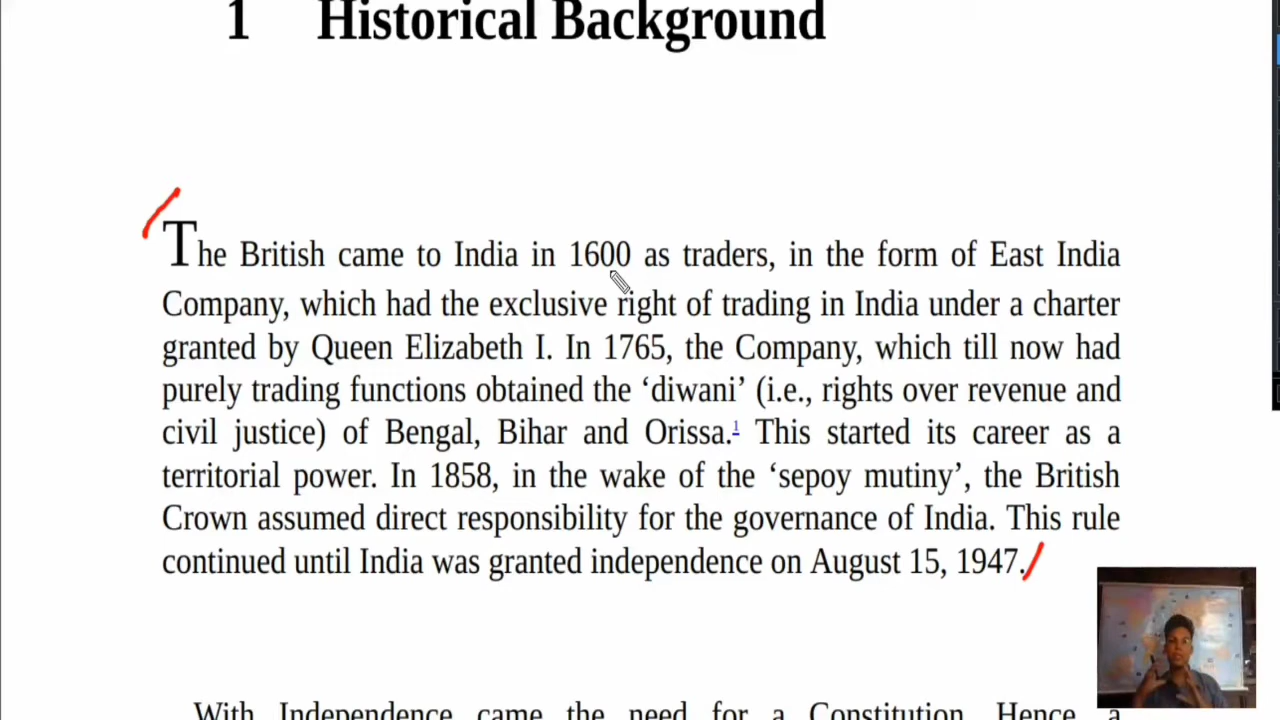 1 Historical Background
The British came to India in 1600 as traders, in the form of East India
Company, which had the exclusive right of trading in India under a charter
granted by Queen Elizabeth I. In 1765, the Company, which till now had
purely trading functions obtained the ‘diwani’ (i.e., rights over revenue and
civil justice) of Bengal, Bihar and Orissa.1 This started its career as a
territorial power. In 1858, in the wake of the ‘sepoy mutiny’, the British
Crown assumed direct responsibility for the governance of India. This rule
continued until India was granted independence on August 15, 1947.
With Independence came the need for a Constitution. Hence a